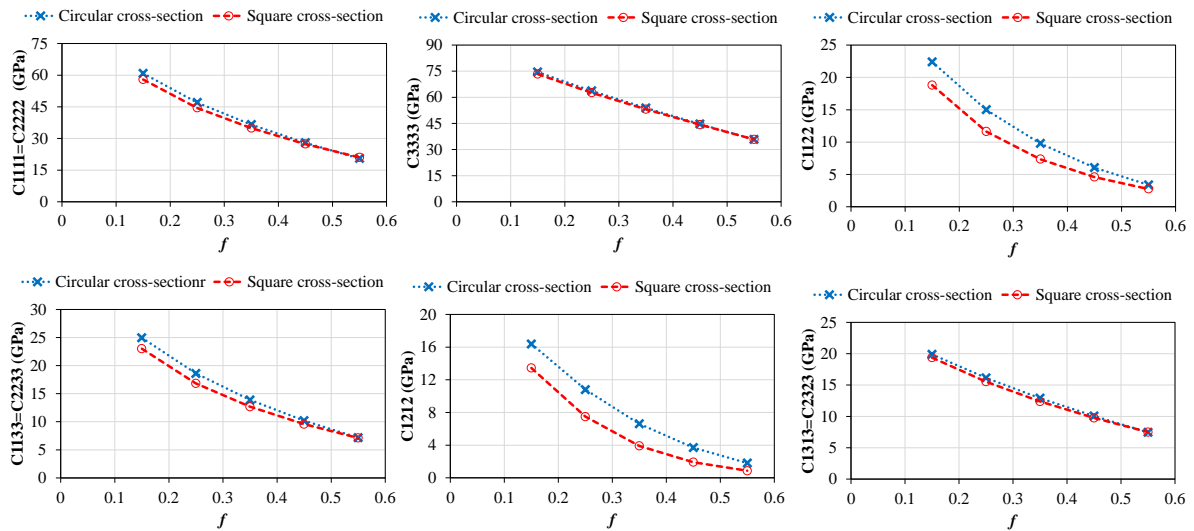 Circular cross-section Square cross-section
C1111=C2222 (GPa)
75
60
45
30
15
0
0 0.1 0.2 0.3 0.4 0.5 0.6
f
Circular cross-section Square cross-section
C3333 (GPa)
90
75
60
45
30
15
0
0 0.1 0.2 0.3 0.4 0.5 0.6
f
Circular cross-section Square cross-section
C1122 (GPa)
25
20
15
10
5
0
0 0.1 0.2 0.3 0.4 0.5 0.6
f
Circular cross-sectionr Square cross-section
C1133=C2233 (GPa)
30
25
20
15
10
5
0
0 0.1 0.2 0.3 0.4 0.5 0.6
f
Circular cross-section Square cross-section
C1212 (GPa)
20
16
12
8
4
0
0 0.1 0.2 0.3 0.4 0.5 0.6
f
Circular cross-section Square cross-section
C1313=C2323 (GPa)
25
20
15
10
5
0
0 0.1 0.2 0.3 0.4 0.5 0.6
f